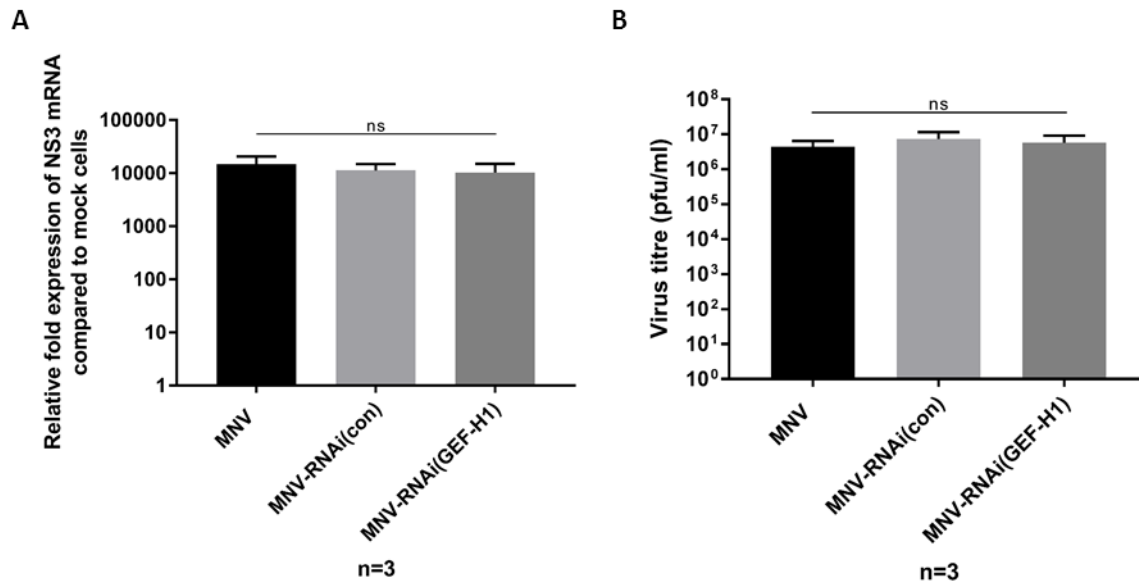 A
Relative fold expression of NS3 mRNA
compared to mock cells
100000
10000
1000
100
10
1
ns
MNV
MNV-RNAi(con)
MNV-RNAi(GEF-H1)
n=3
B
Virus titre (pfu/ml)
10⁸
10⁷
10⁶
10⁵
10⁴
10³
10²
10¹
10⁰
ns
MNV
MNV-RNAi(con)
MNV-RNAi(GEF-H1)
n=3